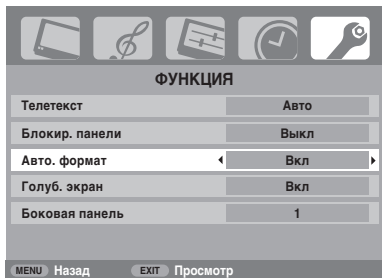 ФУНКЦИЯ
Телетекст Авто
Блокир. панели Выкл
Авто. формат Вкл
Голуб. экран Вкл
Боковая панель 1
MENU Назад EXIT Просмотр